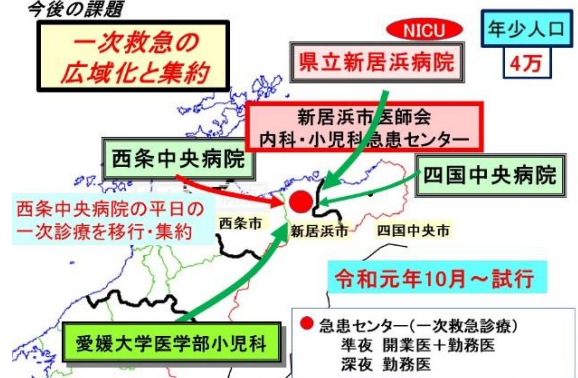 今後の課題
一次救急の
広域化と集約
NICU
県立新居浜病院
年少人口
4万
新居浜市医師会
内科・小児科急患センター
西条中央病院
四国中央病院
西条中央病院の平日の
一次診療を移行・集約
西条市
新居浜市
四国中央市
令和元年10月～試行
愛媛大学医学部小児科
急患センター(一次救急診療)
準夜 開業医+勤務医
深夜 勤務医